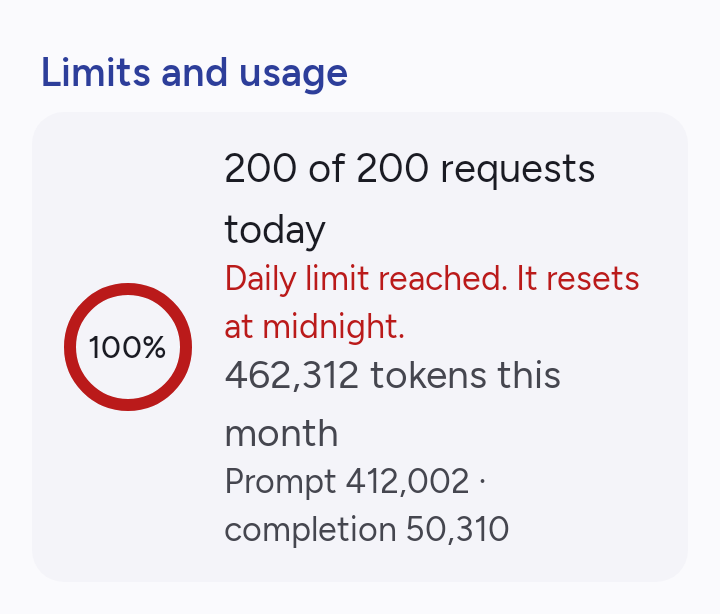 Limits and usage
200 of 200 requests
today
Daily limit reached. It resets
at midnight.
100%
462,312 tokens this
month
Prompt 412,002 ·
completion 50,310